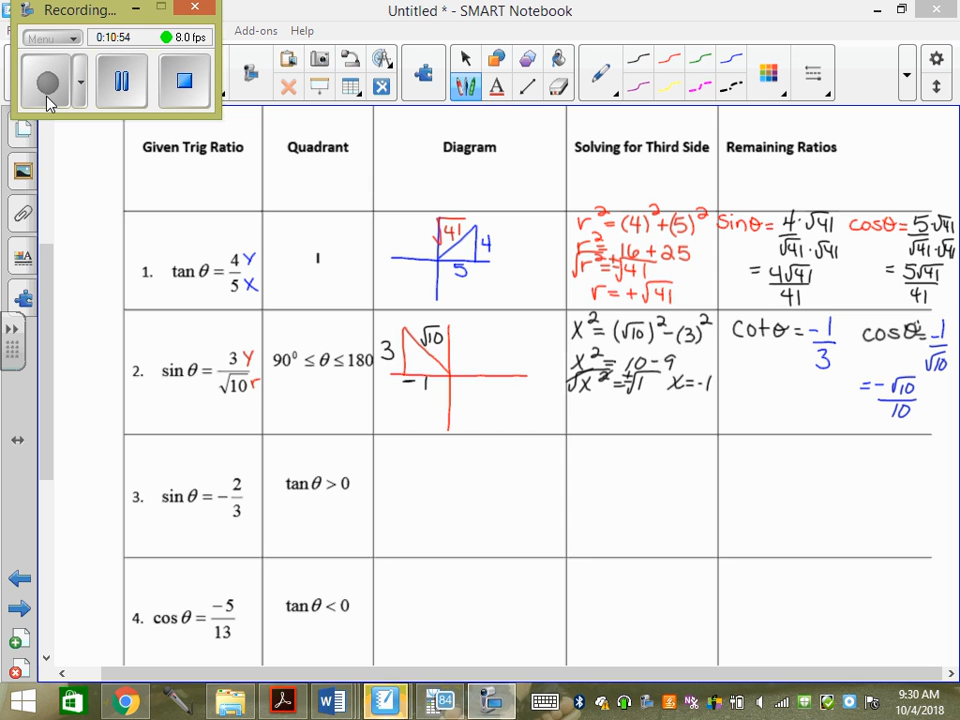 Recording...
Untitled * - SMART Notebook
Menu
0:10:54
8.0 fps
Add-ons Help
Given Trig Ratio Quadrant Diagram Solving for Third Side Remaining Ratios
1. tan θ = 4/5 Y X
1
√41 4 5
r² = (4)² + (5)²
r² = 16 + 25
√r² = ±√41
r = +√41
sinθ = 4·√41 / √41·√41
= 4√41 / 41
cosθ = 5·√41 / √41·√41
= 5√41 / 41
2. sin θ = 3/√10 Y r
90⁰ ≤ θ ≤ 180
3 √10 -1
x² = (√10)² - (3)²
x² = 10 - 9
√x² = ±√1 x = -1
cotθ = -1/3
cosθ = -1/√10
= -√10/10
3. sin θ = -2/3
tan θ > 0
4. cos θ = -5/13
tan θ < 0
84
9:30 AM
10/4/2018